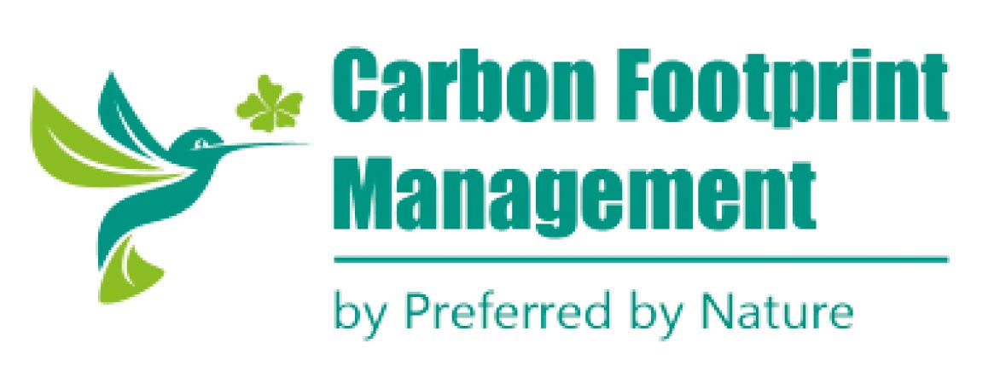 Carbon Footprint
Management
by Preferred by Nature